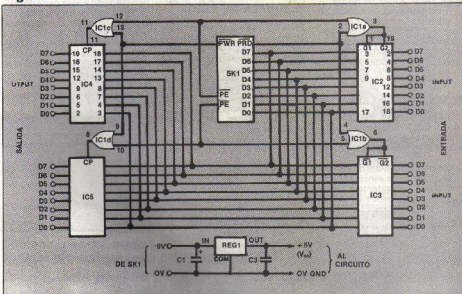 IC1c
12
13
11
IC1a
3
2
CP
11
D7 19 18
D6 16 17
D5 15 14
D4 12 13
D3 9 8
D2 6 7
D1 5 4
D0 2 3
IC4
SALIDA
PWR PRD
SK1
PE
PE
D7
D6
D5
D4
D3
D2
D1
D0
1 19
G1 G2
IC2
D7
D6
D5
D4
D3
D2
D1
D0
INPUT
ENTRADA
IC1d
8
9
10
IC1b
4
5
6
CP
IC5
D7
D6
D5
D4
D3
D2
D1
D0
G1 G2
IC3
D7
D6
D5
D4
D3
D2
D1
D0
DE SK1
9V
0V
IN REG1 OUT
COM
C1
C3
+5V
0V GND
AL
CIRCUITO